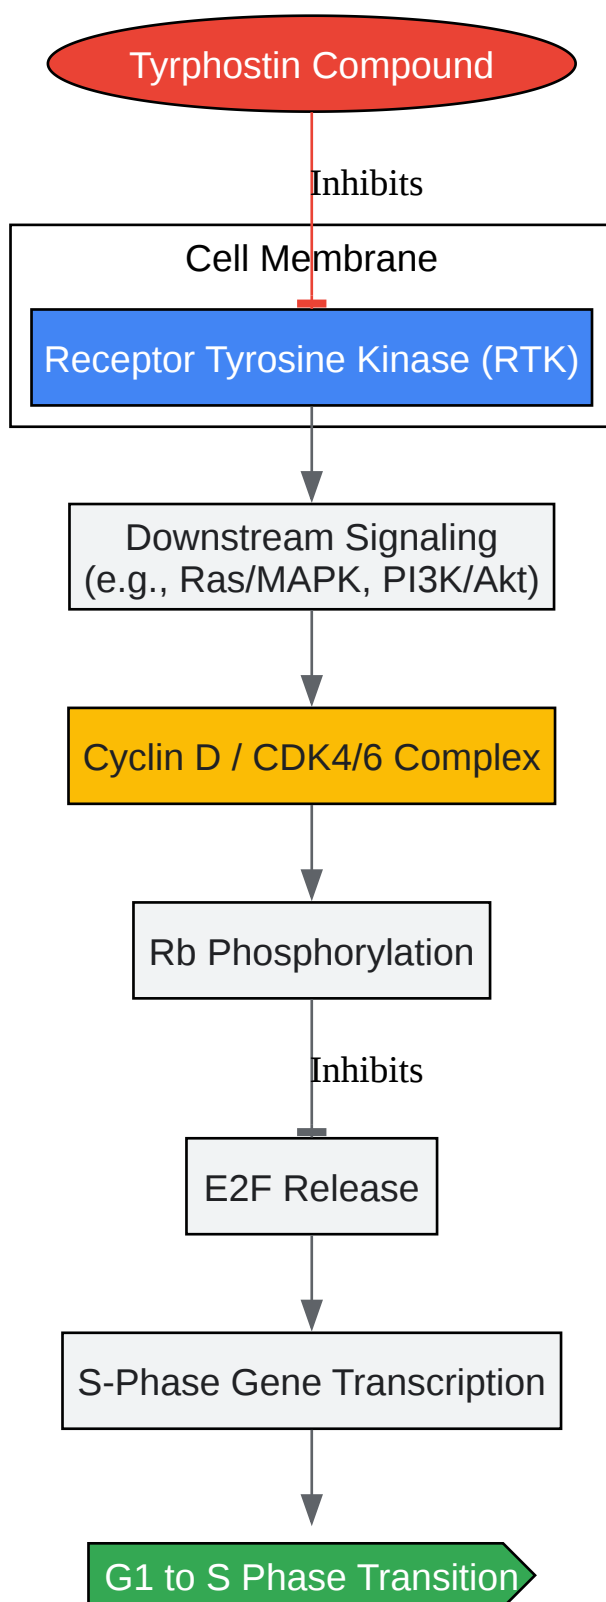 Tyrphostin Compound
Inhibits
Cell Membrane
Receptor Tyrosine Kinase (RTK)
Downstream Signaling
(e.g., Ras/MAPK, PI3K/Akt)
Cyclin D / CDK4/6 Complex
Rb Phosphorylation
Inhibits
E2F Release
S-Phase Gene Transcription
G1 to S Phase Transition